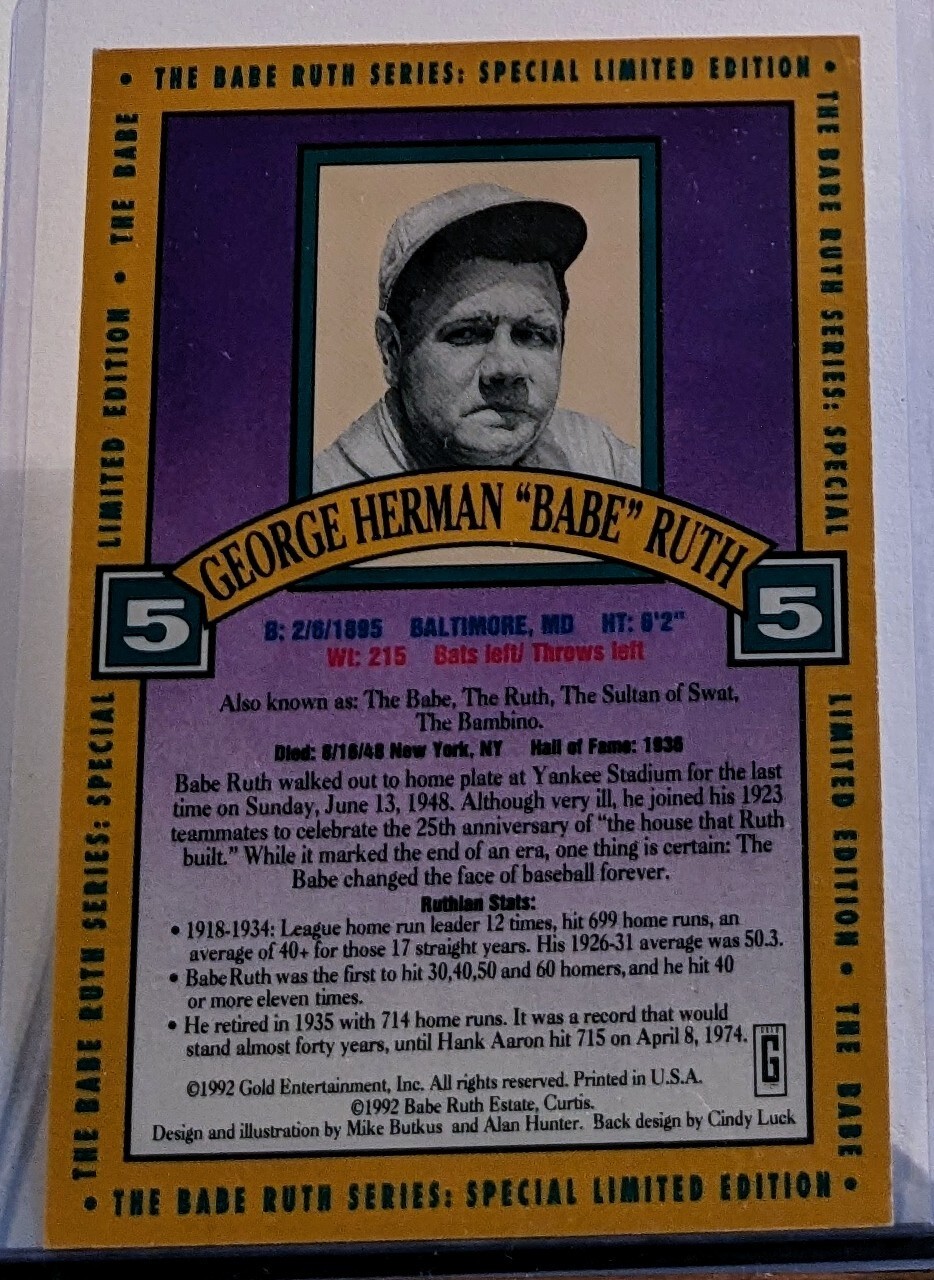 • THE BABE RUTH SERIES: SPECIAL LIMITED EDITION •
THE BABE RUTH SERIES: SPECIAL LIMITED EDITION • THE BABE
THE BABE RUTH SERIES: SPECIAL LIMITED EDITION • THE BABE
GEORGE HERMAN “BABE” RUTH
5
5
B: 2/6/1895 BALTIMORE, MD HT: 6'2"
Wt: 215 Bats left/ Throws left
Also known as: The Babe, The Ruth, The Sultan of Swat,
The Bambino.
Died: 8/16/48 New York, NY Hall of Fame: 1936
Babe Ruth walked out to home plate at Yankee Stadium for the last
time on Sunday, June 13, 1948. Although very ill, he joined his 1923
teammates to celebrate the 25th anniversary of “the house that Ruth
built.” While it marked the end of an era, one thing is certain: The
Babe changed the face of baseball forever.
Ruthian Stats:
• 1918-1934: League home run leader 12 times, hit 699 home runs, an
average of 40+ for those 17 straight years. His 1926-31 average was 50.3.
• Babe Ruth was the first to hit 30,40,50 and 60 homers, and he hit 40
or more eleven times.
• He retired in 1935 with 714 home runs. It was a record that would
stand almost forty years, until Hank Aaron hit 715 on April 8, 1974.
G
©1992 Gold Entertainment, Inc. All rights reserved. Printed in U.S.A.
©1992 Babe Ruth Estate, Curtis.
Design and illustration by Mike Butkus and Alan Hunter. Back design by Cindy Luck
• THE BABE RUTH SERIES: SPECIAL LIMITED EDITION •